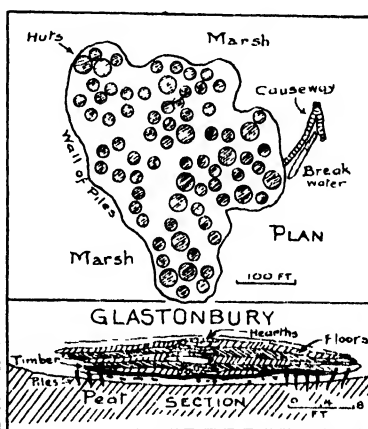 Huts
Marsh
Causeway
Wall of Piles
Break
water
PLAN
Marsh
100 FT
GLASTONBURY
Hearths
Floors
Timber
Piles
Peat
SECTION
0 4 8
FT